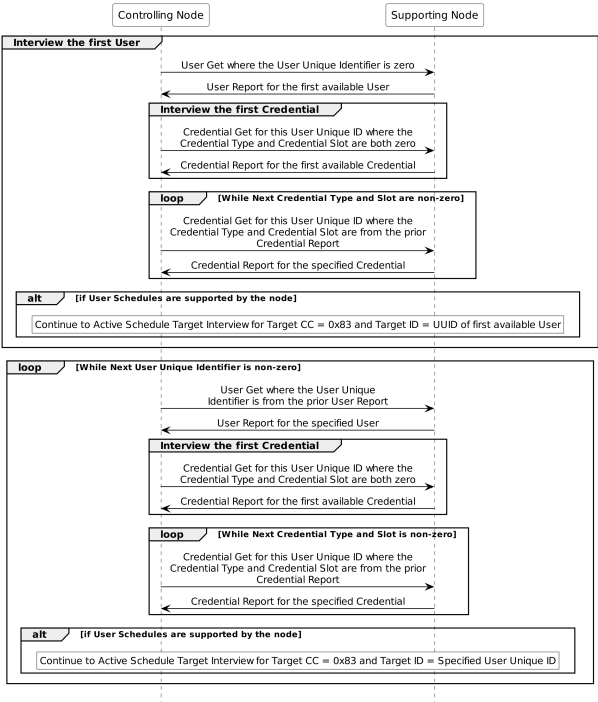 Controlling Node
Supporting Node
Interview the first User
User Get where the User Unique Identifier is zero
User Report for the first available User
Interview the first Credential
Credential Get for this User Unique ID where the
Credential Type and Credential Slot are both zero
Credential Report for the first available Credential
loop [While Next Credential Type and Slot are non-zero]
Credential Get for this User Unique ID where the
Credential Type and Credential Slot are from the prior
Credential Report
Credential Report for the specified Credential
alt [if User Schedules are supported by the node]
Continue to Active Schedule Target Interview for Target CC = 0x83 and Target ID = UUID of first available User
loop [While Next User Unique Identifier is non-zero]
User Get where the User Unique
Identifier is from the prior User Report
User Report for the specified User
Interview the first Credential
Credential Get for this User Unique ID where the
Credential Type and Credential Slot are both zero
Credential Report for the first available Credential
loop [While Next Credential Type and Slot is non-zero]
Credential Get for this User Unique ID where the
Credential Type and Credential Slot are from the prior
Credential Report
Credential Report for the specified Credential
alt [if User Schedules are supported by the node]
Continue to Active Schedule Target Interview for Target CC = 0x83 and Target ID = Specified User Unique ID